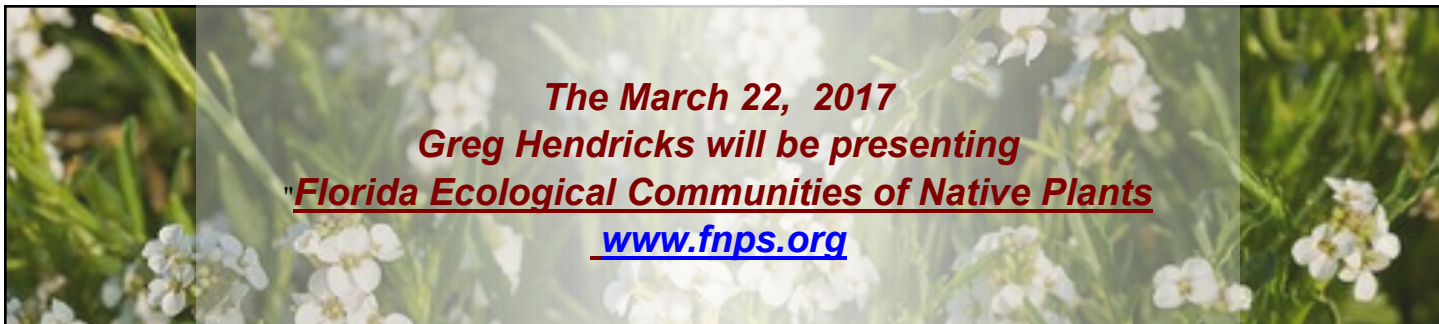 The March 22, 2017
Greg Hendricks will be presenting
"Florida Ecological Communities of Native Plants
www.fnps.org